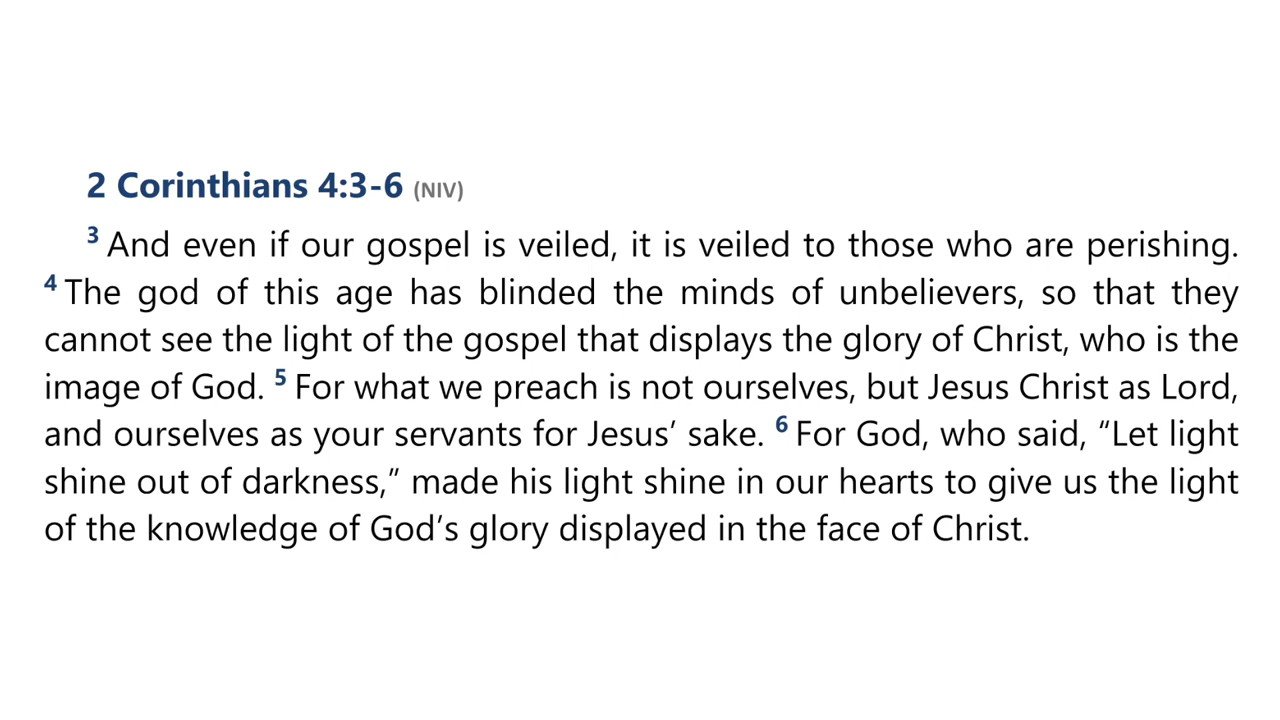 2 Corinthians 4:3-6 (NIV)
3 And even if our gospel is veiled, it is veiled to those who are perishing.
4 The god of this age has blinded the minds of unbelievers, so that they
cannot see the light of the gospel that displays the glory of Christ, who is the
image of God. 5 For what we preach is not ourselves, but Jesus Christ as Lord,
and ourselves as your servants for Jesus’ sake. 6 For God, who said, “Let light
shine out of darkness,” made his light shine in our hearts to give us the light
of the knowledge of God’s glory displayed in the face of Christ.